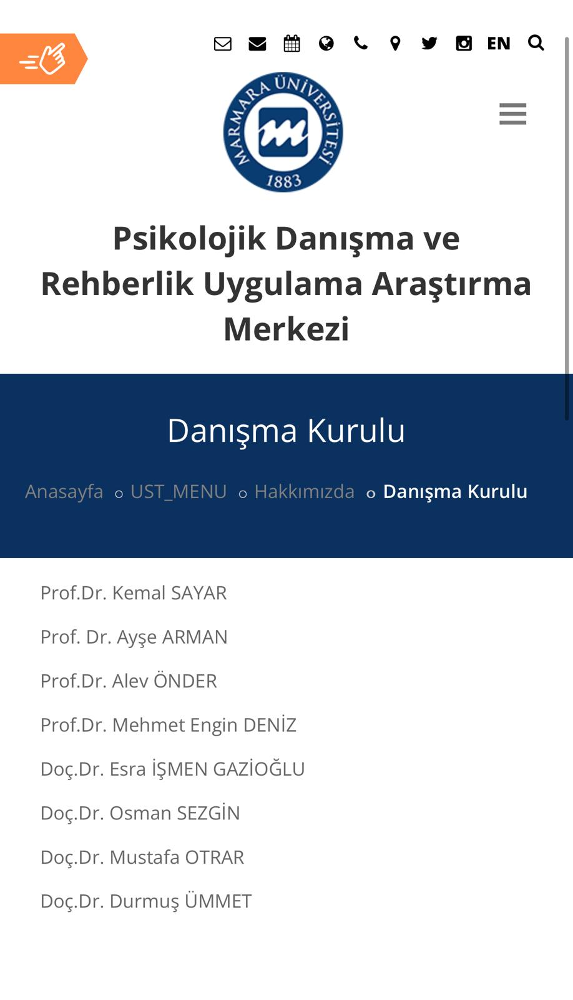 EN
MARMARA ÜNİVERSİTESİ
1883
Psikolojik Danışma ve
Rehberlik Uygulama Araştırma
Merkezi
Danışma Kurulu
Anasayfa UST_MENU Hakkımızda Danışma Kurulu
Prof.Dr. Kemal SAYAR
Prof. Dr. Ayşe ARMAN
Prof.Dr. Alev ÖNDER
Prof.Dr. Mehmet Engin DENİZ
Doç.Dr. Esra İŞMEN GAZİOĞLU
Doç.Dr. Osman SEZGİN
Doç.Dr. Mustafa OTRAR
Doç.Dr. Durmuş ÜMMET